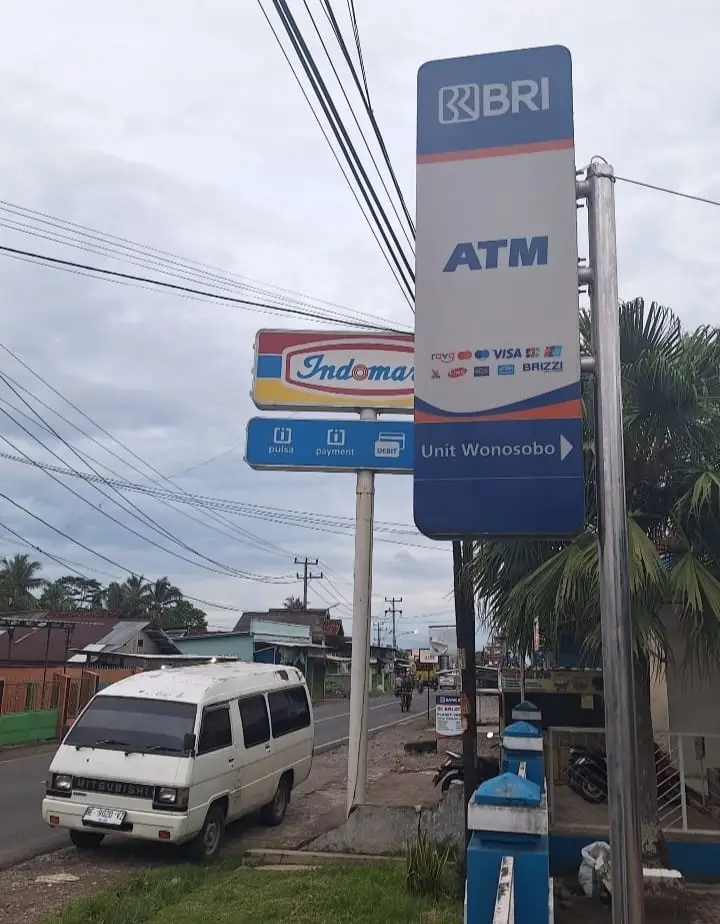 BRI
ATM
VISA
BRIZZI
Unit Wonosobo
Indomar
pulsa
payment
DEBIT
MITSUBISHI